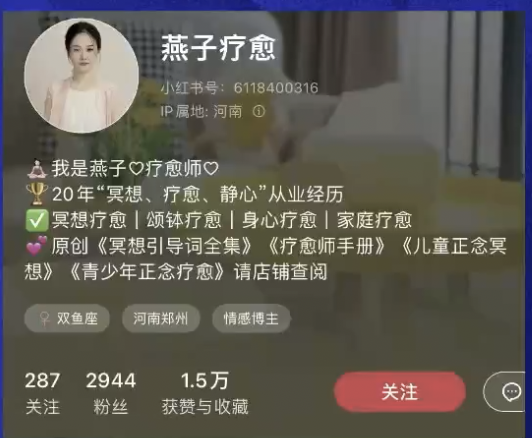 燕子疗愈
小红书号：6118400316
IP属地：河南
我是燕子♡疗愈师♡
20年“冥想、疗愈、静心”从业经历
冥想疗愈｜颂钵疗愈｜身心疗愈｜家庭疗愈
原创《冥想引导词全集》《疗愈师手册》《儿童正念冥
想》《青少年正念疗愈》请店铺查阅
双鱼座 河南郑州 情感博主
287 2944 1.5万
关注 粉丝 获赞与收藏 关注